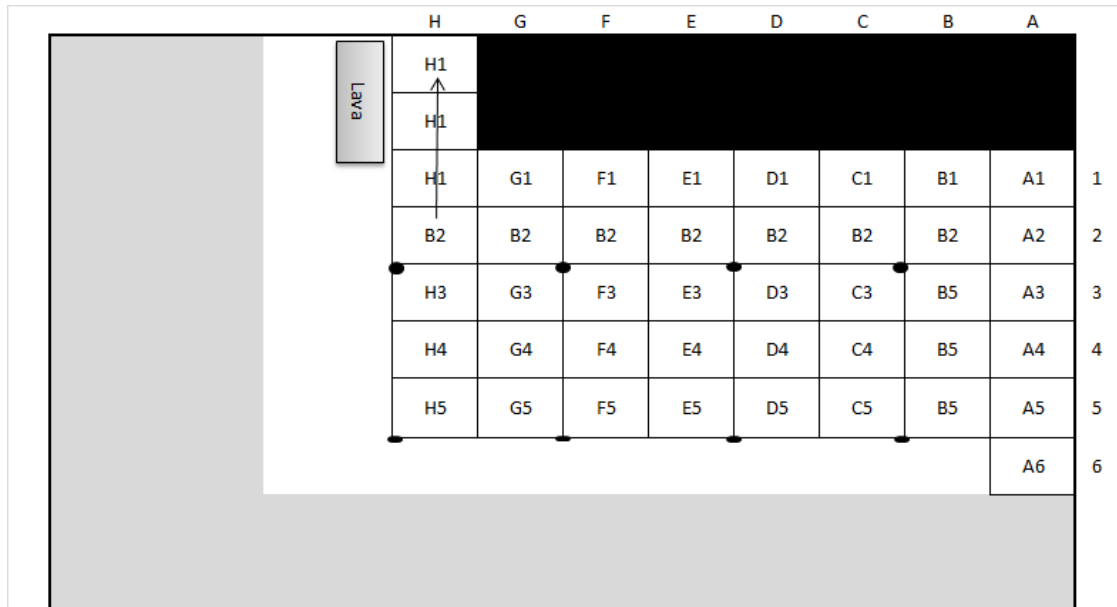 H G F E D C B A
H1
Lava
H1
H1 G1 F1 E1 D1 C1 B1 A1 1
B2 B2 B2 B2 B2 B2 B2 A2 2
H3 G3 F3 E3 D3 C3 B5 A3 3
H4 G4 F4 E4 D4 C4 B5 A4 4
H5 G5 F5 E5 D5 C5 B5 A5 5
A6 6